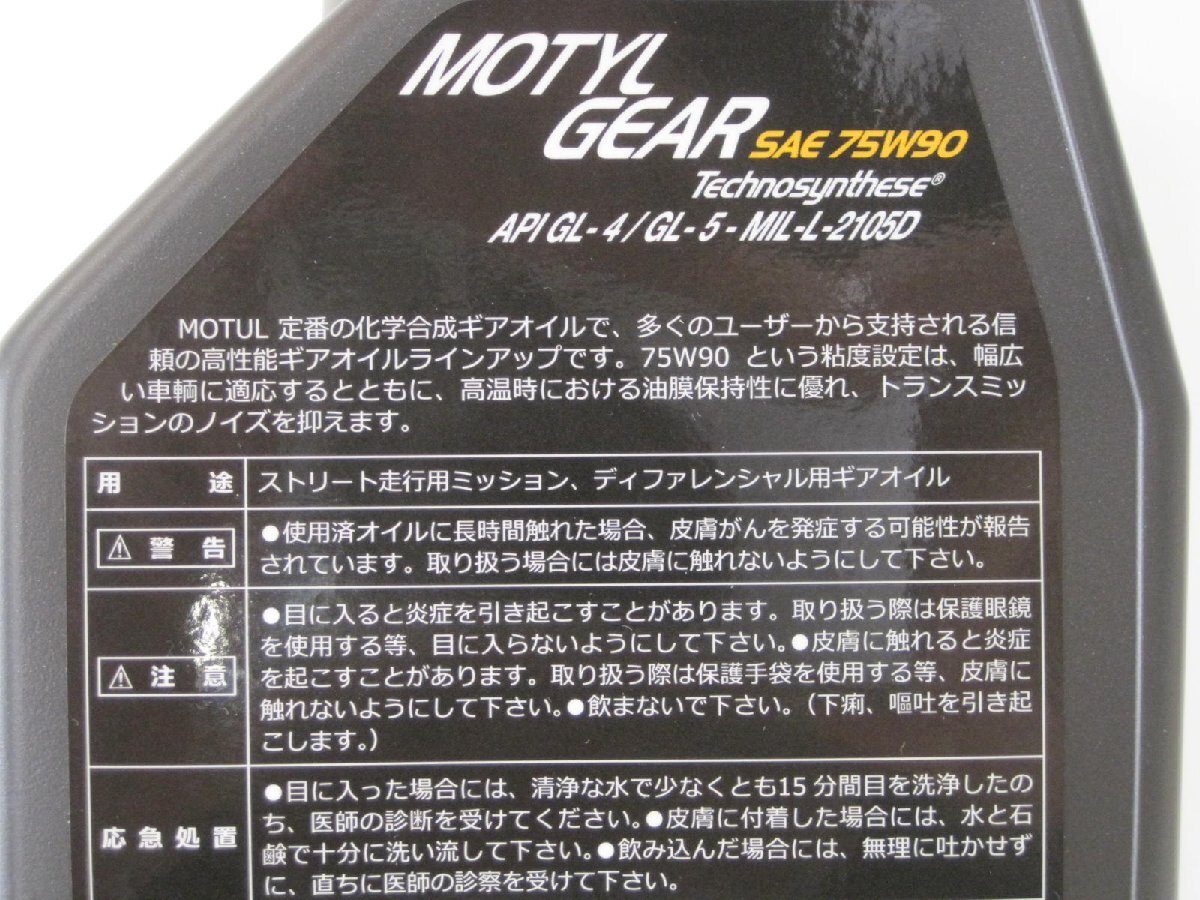 MOTYL
GEAR SAE 75W90
Technosynthese®
API GL-4 / GL-5 - MIL-L-2105D
MOTUL 定番の化学合成ギアオイルで、多くのユーザーから支持される信
頼の高性能ギアオイルラインアップです。75W90 という粘度設定は、幅広
い車輌に適応するとともに、高温時における油膜保持性に優れ、トランスミッ
ションのノイズを抑えます。
用途 ストリート走行用ミッション、ディファレンシャル用ギアオイル
⚠ 警告
●使用済オイルに長時間触れた場合、皮膚がんを発症する可能性が報告
されています。取り扱う場合には皮膚に触れないようにして下さい。
⚠ 注意
●目に入ると炎症を引き起こすことがあります。取り扱う際は保護眼鏡
を使用する等、目に入らないようにして下さい。●皮膚に触れると炎症
を起こすことがあります。取り扱う際は保護手袋を使用する等、皮膚に
触れないようにして下さい。●飲まないで下さい。（下痢、嘔吐を引き起
こします。）
応急処置
●目に入った場合には、清浄な水で少なくとも15 分間目を洗浄したの
ち、医師の診断を受けてください。●皮膚に付着した場合には、水と石
鹸で十分に洗い流して下さい。●飲み込んだ場合には、無理に吐かせず
に、直ちに医師の診察を受けて下さい。